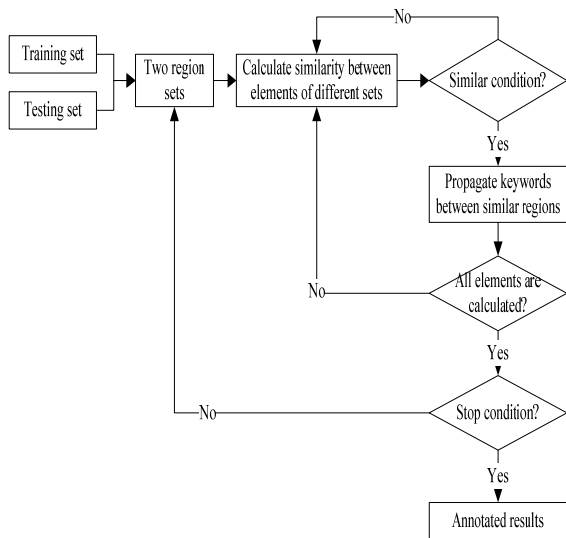 No
Training set
Testing set
Two region
sets
Calculate similarity between
elements of different sets
Similar condition?
Yes
Propagate keywords
between similar regions
All elements are
calculated?
No
Yes
Stop condition?
No
Yes
Annotated results